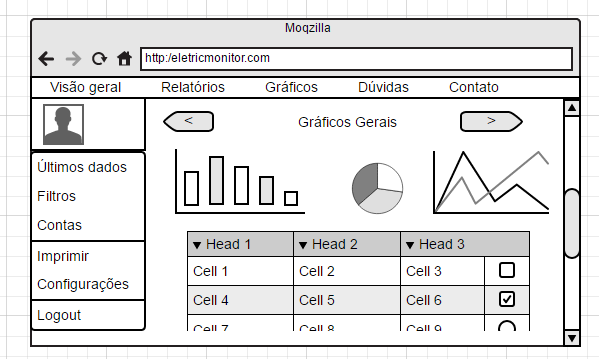 Moqzilla
http:/eletricmonitor.com
Visão geral Relatórios Gráficos Dúvidas Contato
< Gráficos Gerais >
Últimos dados
Filtros
Contas
Imprimir
Configurações
Logout
▼ Head 1 ▼ Head 2 ▼ Head 3
Cell 1 Cell 2 Cell 3
Cell 4 Cell 5 Cell 6
Cell 7 Cell 8 Cell 9